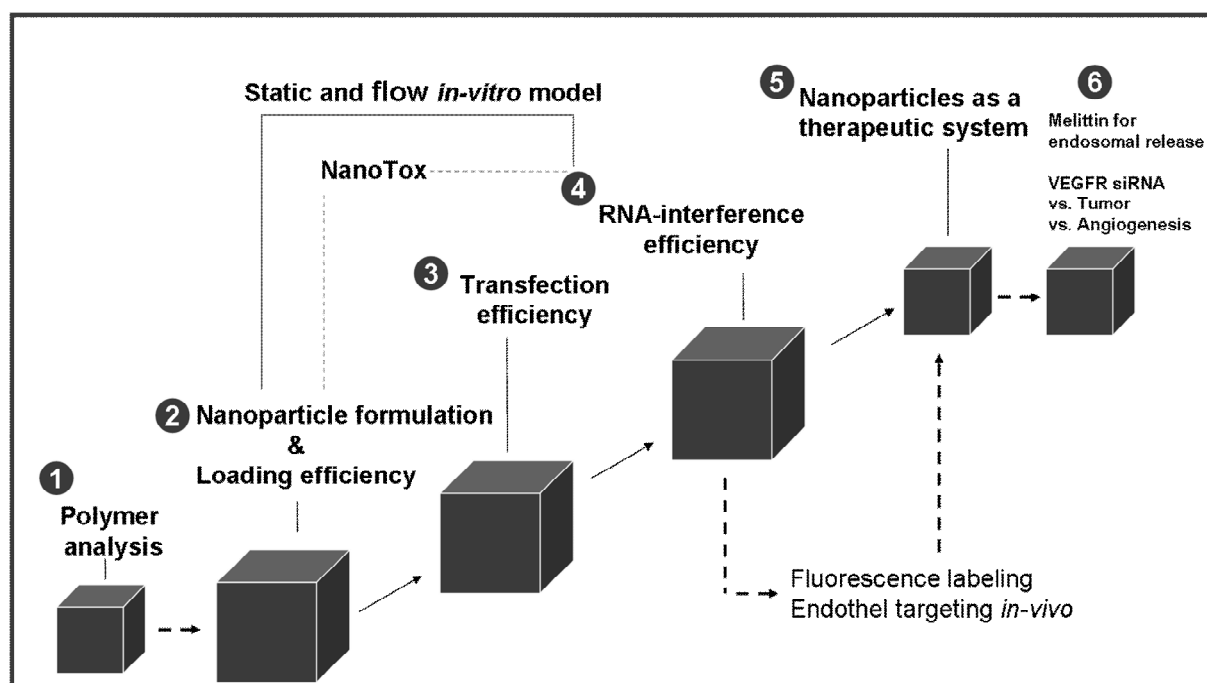 Static and flow in-vitro model
NanoTox
5
Nanoparticles as a
therapeutic system
6
Melittin for
endosomal release
VEGFR siRNA
vs. Tumor
vs. Angiogenesis
4
RNA-interference
efficiency
3
Transfection
efficiency
2
Nanoparticle formulation
&
Loading efficiency
1
Polymer
analysis
Fluorescence labeling
Endothel targeting in-vivo